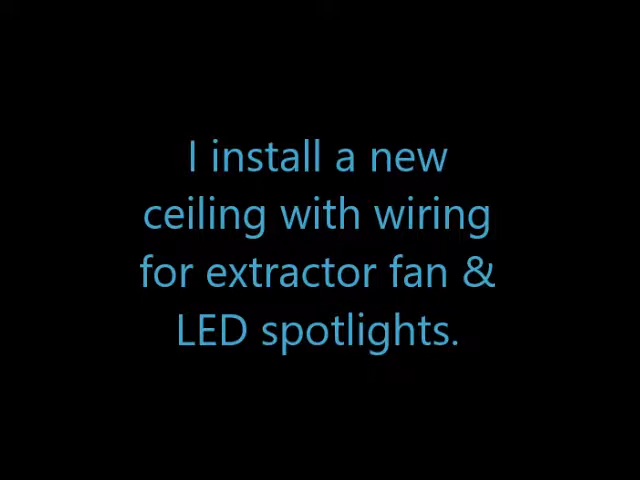 I install a new
ceiling with wiring
for extractor fan &
LED spotlights.